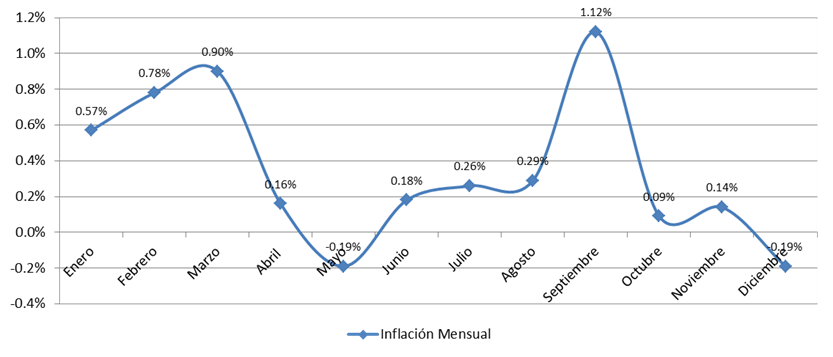 1.2%
1.0%
0.8%
0.6%
0.4%
0.2%
0.0%
-0.2%
-0.4%
0.57%
0.78%
0.90%
0.16%
-0.19%
0.18%
0.26%
0.29%
1.12%
0.09%
0.14%
-0.19%
Enero
Febrero
Marzo
Abril
Mayo
Junio
Julio
Agosto
Septiembre
Octubre
Noviembre
Diciembre
Inflación Mensual